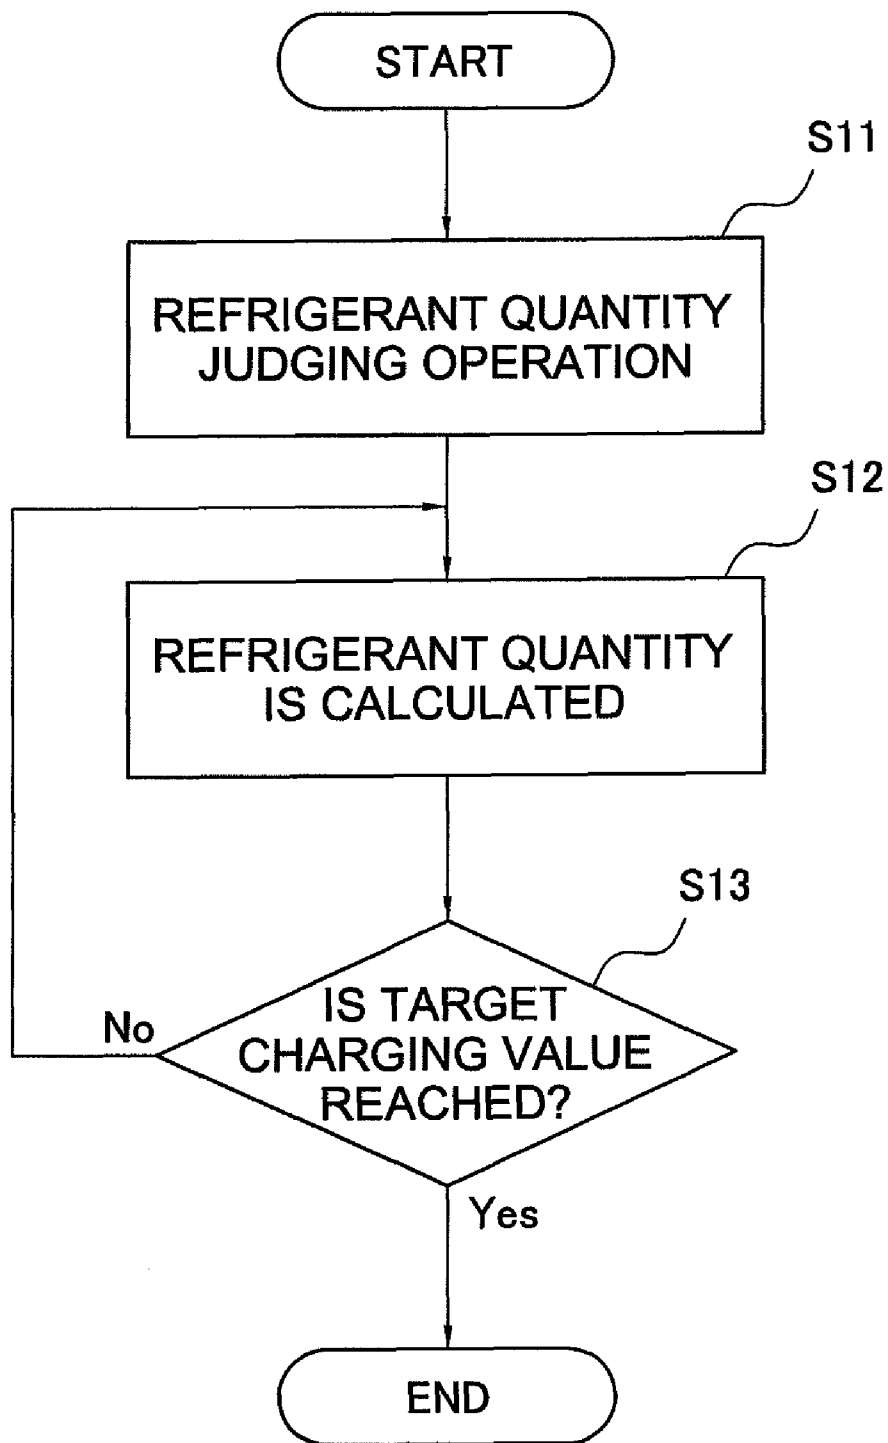 START
S11
REFRIGERANT QUANTITY
JUDGING OPERATION
S12
REFRIGERANT QUANTITY
IS CALCULATED
S13
IS TARGET
CHARGING VALUE
REACHED?
No
Yes
END